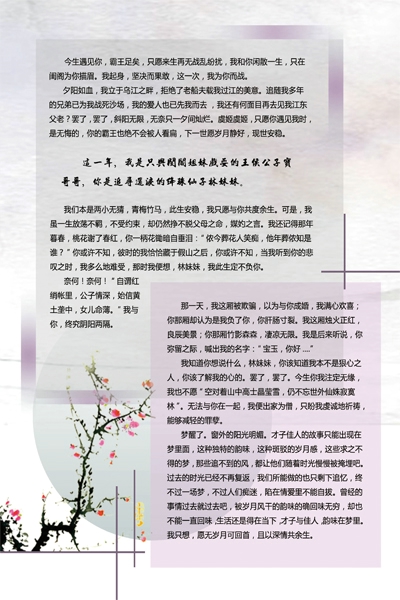 今生遇见你，霸王足矣，只愿来生再无战乱纷扰，我和你闲散一生，只在
闺阁为你描眉。我起身，坚决而果敢，这一次，我为你而战。
夕阳如血，我立于乌江之畔，拒绝了老船夫载我过江的美意。追随我多年
的兄弟已为我战死沙场，我的爱人也已先我而去，我还有何面目再去见我江东
父老？罢了，罢了，斜阳无限，无奈只一夕间灿烂。虞姬虞姬，只愿你遇见我时，
是无悔的，你的霸王也绝不会被人看扁，下一世愿岁月静好，现世安稳。
这一年，我是只与閨閣姐妹戲耍的王侯公子寶
哥哥，你是追尋還淚的绛珠仙子林妹妹。
我们本是两小无猜，青梅竹马，此生安稳，我只愿与你共度余生。可是，我
虽一生放荡不羁，不受约束，却仍然挣不脱父母之命，媒妁之言。我还记得那年
暮春，桃花谢了春红，你一柄花锄暗自垂泪：“侬今葬花人笑痴，他年葬侬知是
谁？”你或许不知，彼时的我恰恰藏于假山之后，你或许不知，当我听到你的悲
叹之时，我多么地难受，那时我便想，林妹妹，我此生定不负你。
奈何！奈何！“自谓红
绡帐里，公子情深，始信黄
土垄中，女儿命薄。”我与
你，终究阴阳两隔。
那一天，我这厢被欺骗，以为与你成婚，我满心欢喜；
你那厢却认为是我负了你，你肝肠寸裂。我这厢烛火正红，
良辰美景；你那厢竹影森森，凄凉无限。我是后来听说，你
弥留之际，喊出我的名字：“宝玉，你好....”
我知道你想说什么，林妹妹，你该知道我本不是狠心之
人，你该了解我的心的。罢了，罢了。今生你我注定无缘，
我也不愿“空对着山中高士晶莹雪，仍不忘世外仙姝寂寞
林”。无法与你在一起，我便出家为僧，只盼我虔诚地祈祷，
能够减轻的罪孽。
梦醒了。窗外的阳光明媚。才子佳人的故事只能出现在
梦里面，这种独特的韵味，这种斑驳的岁月感，这些求之不
得的梦，那些追不到的风，都让他们随着时光慢慢被掩埋吧。
过去的时光已经不再复返，我们所能做的也只剩下追忆，终
不过一场梦，不过人们痴迷，陷在情爱里不能自拔。曾经的
事情过去就过去吧，被岁月风干的韵味的确回味无穷，却也
不能一直回味,生活还是得在当下,才子与佳人,韵味在梦里。
我只想，愿无岁月可回首，且以深情共余生。